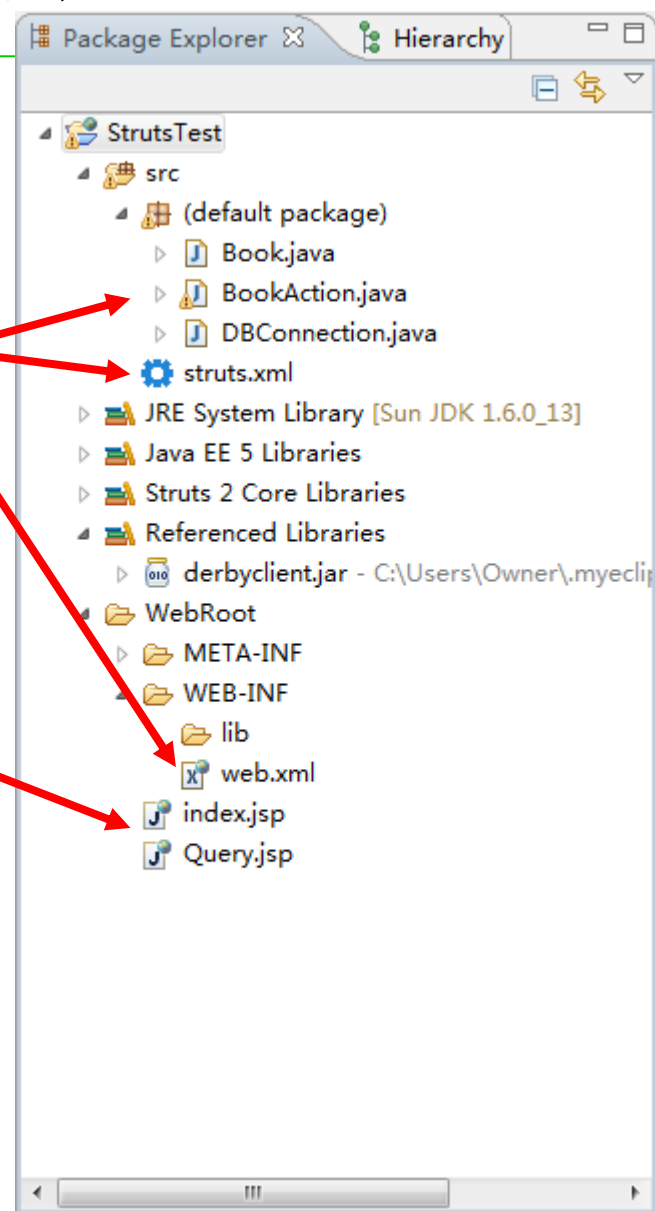 Package Explorer Hierarchy
StrutsTest
src
(default package)
Book.java
BookAction.java
DBConnection.java
struts.xml
JRE System Library [Sun JDK 1.6.0_13]
Java EE 5 Libraries
Struts 2 Core Libraries
Referenced Libraries
derbyclient.jar - C:\Users\Owner\.myeclip
WebRoot
META-INF
WEB-INF
lib
web.xml
index.jsp
Query.jsp